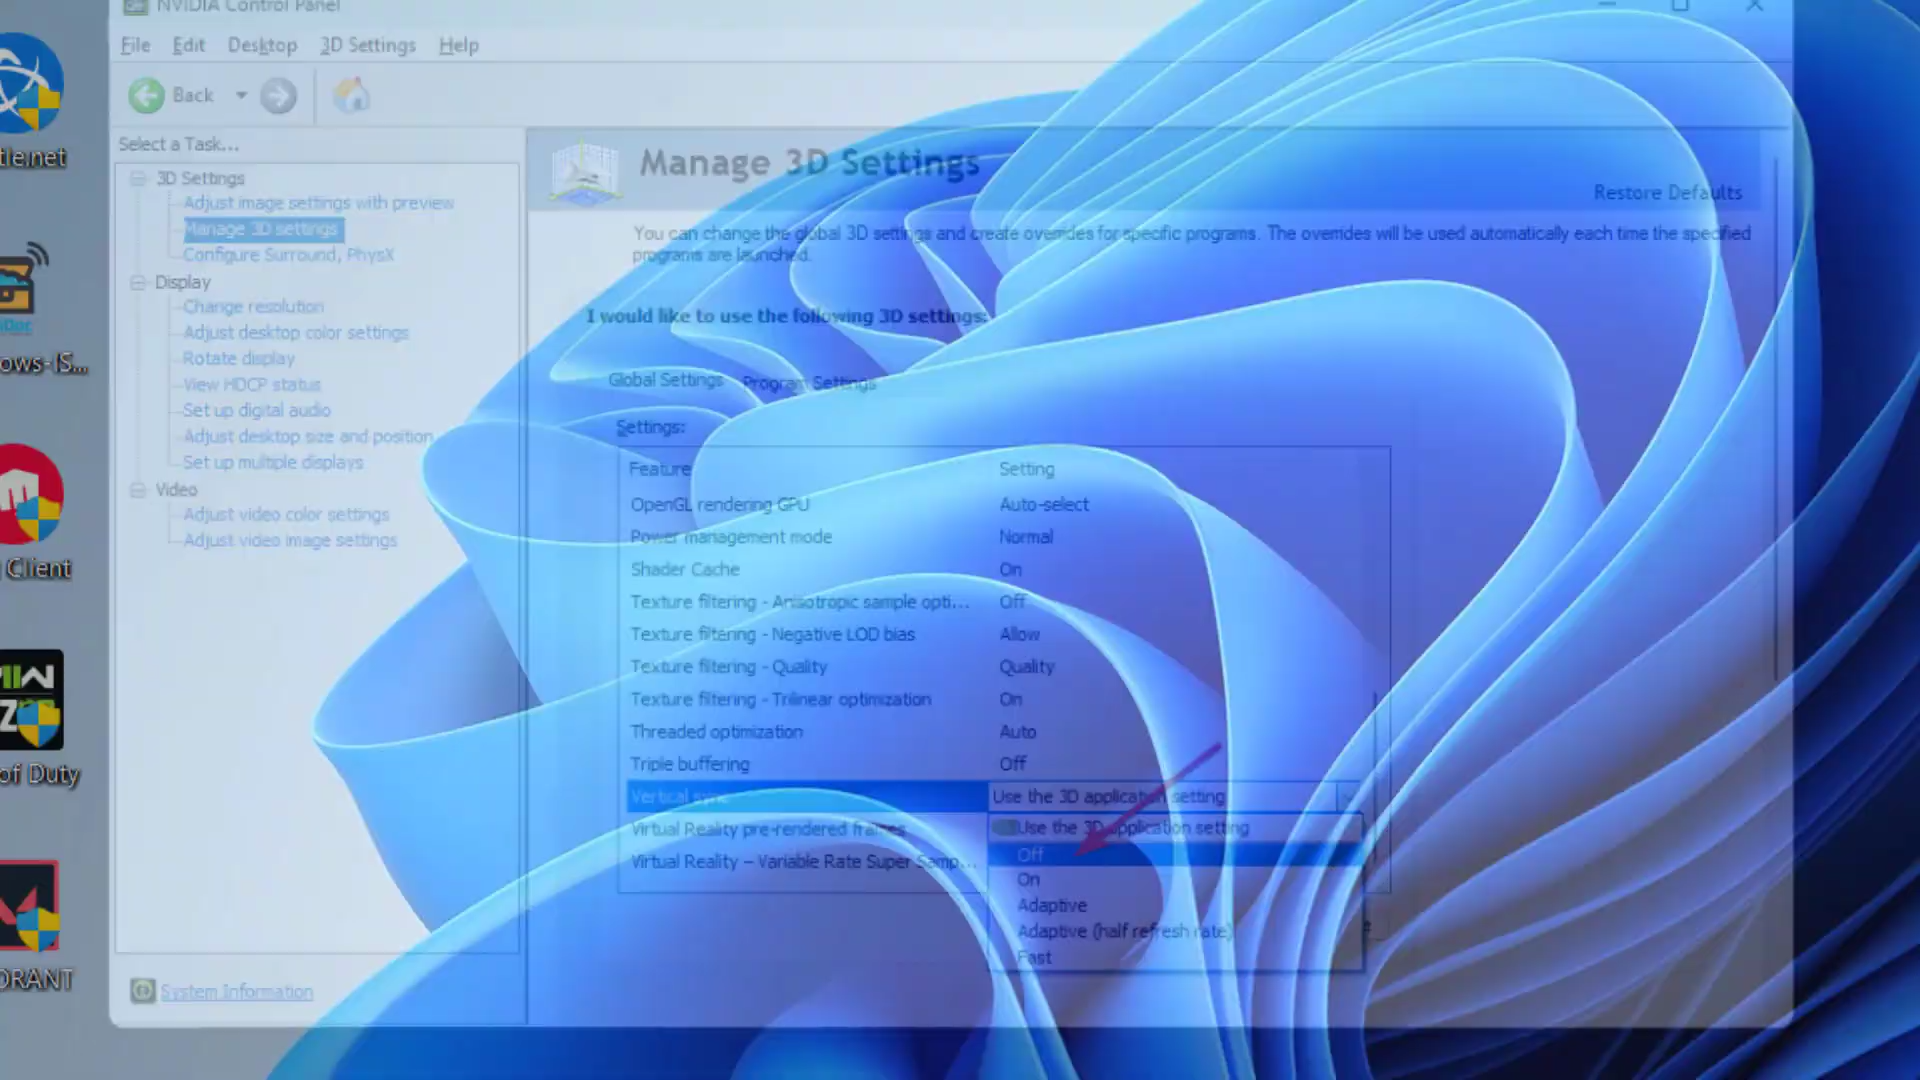 NVIDIA Control Panel
File Edit Desktop 3D Settings Help
Back
Select a Task...
3D Settings
Adjust image settings with preview
Manage 3D settings
Configure Surround, PhysX
Display
Change resolution
Adjust desktop color settings
Rotate display
View HDCP status
Set up digital audio
Adjust desktop size and position
Set up multiple displays
Video
Adjust video color settings
Adjust video image settings
System Information
Manage 3D Settings
Restore Defaults
You can change the global 3D settings and create overrides for specific programs. The overrides will be used automatically each time the specified
programs are launched.
I would like to use the following 3D settings:
Global Settings Program Settings
Settings:
Feature Setting
OpenGL rendering GPU Auto-select
Power management mode Normal
Shader Cache On
Texture filtering - Anisotropic sample opti... Off
Texture filtering - Negative LOD bias Allow
Texture filtering - Quality Quality
Texture filtering - Trilinear optimization On
Threaded optimization Auto
Triple buffering Off
Vertical sync Use the 3D application setting
Virtual Reality pre-rendered frames Use the 3D application setting
Virtual Reality – Variable Rate Super Samp... Off
On
Adaptive
Adaptive (half refresh rate)
Fast
tle.net
ows-IS...
Client
of Duty
ORANT